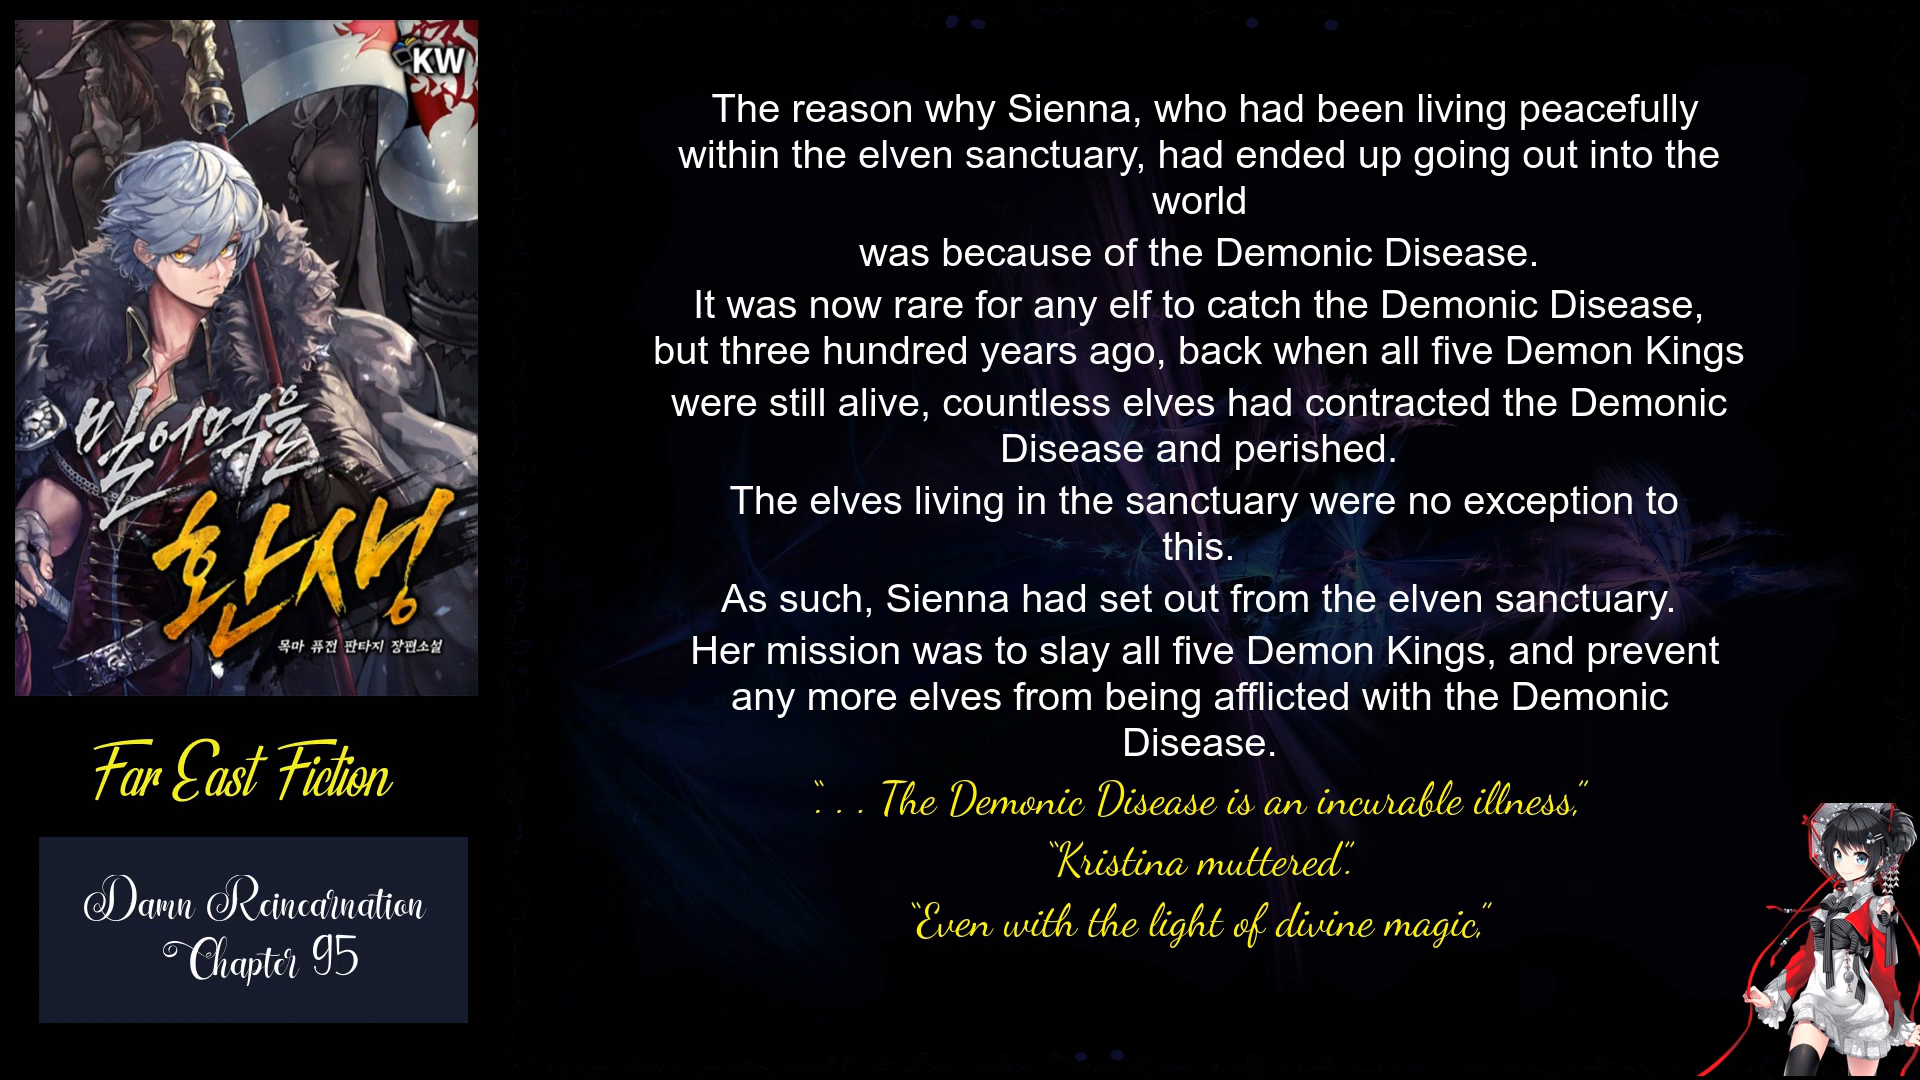 KW
빌어먹을
환생
목마 퓨전 판타지 장편소설
Far East Fiction
Damn Reincarnation
Chapter 95
The reason why Sienna, who had been living peacefully
within the elven sanctuary, had ended up going out into the
world
was because of the Demonic Disease.
It was now rare for any elf to catch the Demonic Disease,
but three hundred years ago, back when all five Demon Kings
were still alive, countless elves had contracted the Demonic
Disease and perished.
The elves living in the sanctuary were no exception to
this.
As such, Sienna had set out from the elven sanctuary.
Her mission was to slay all five Demon Kings, and prevent
any more elves from being afflicted with the Demonic
Disease.
“. . . The Demonic Disease is an incurable illness,”
“Kristina muttered”.
“Even with the light of divine magic.”